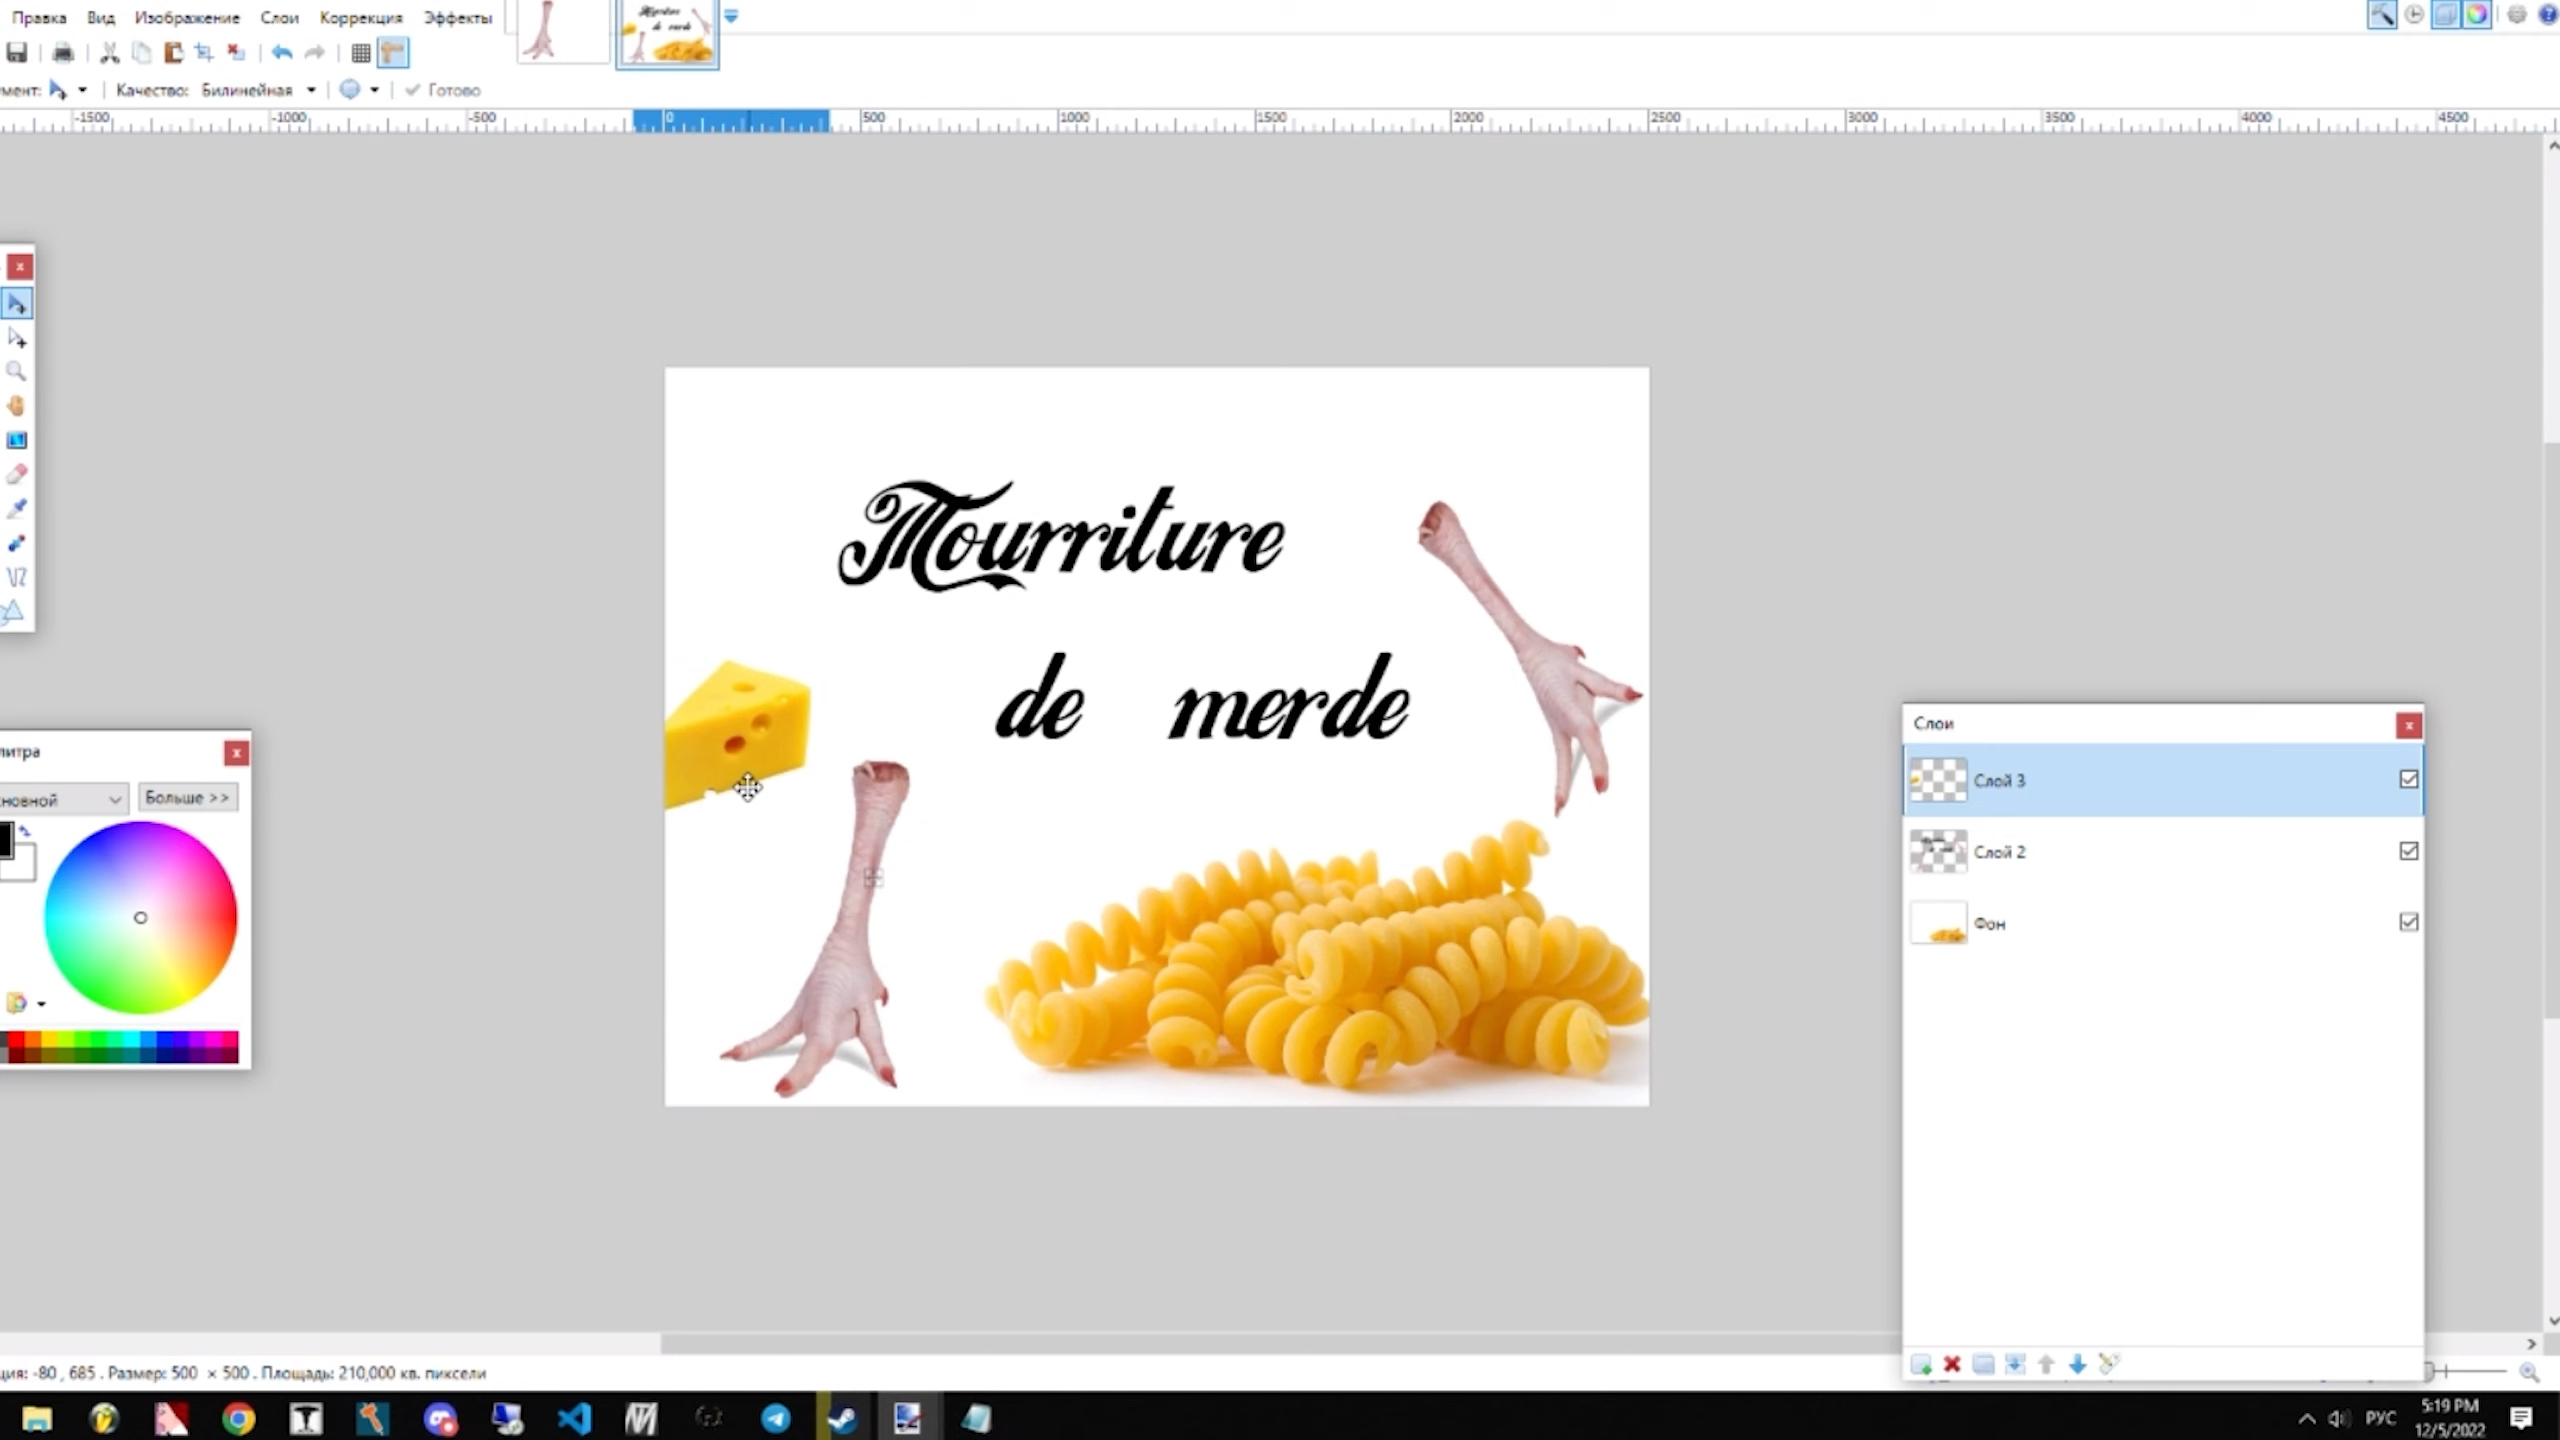 Правка Вид Изображение Слои Коррекция Эффекты
мент: Качество: Билинейная Готово
-1500 -1000 -500 0 500 1000 1500 2000 2500 3000 3500 4000 4500
Nourriture
de merde
литра
новной Больше >>
Слои
Слой 3
Слой 2
Фон
ция: -80 , 685 . Размер: 500 × 500 . Площадь: 210,000 кв. пиксели
РУС 5:19 PM
12/5/2022